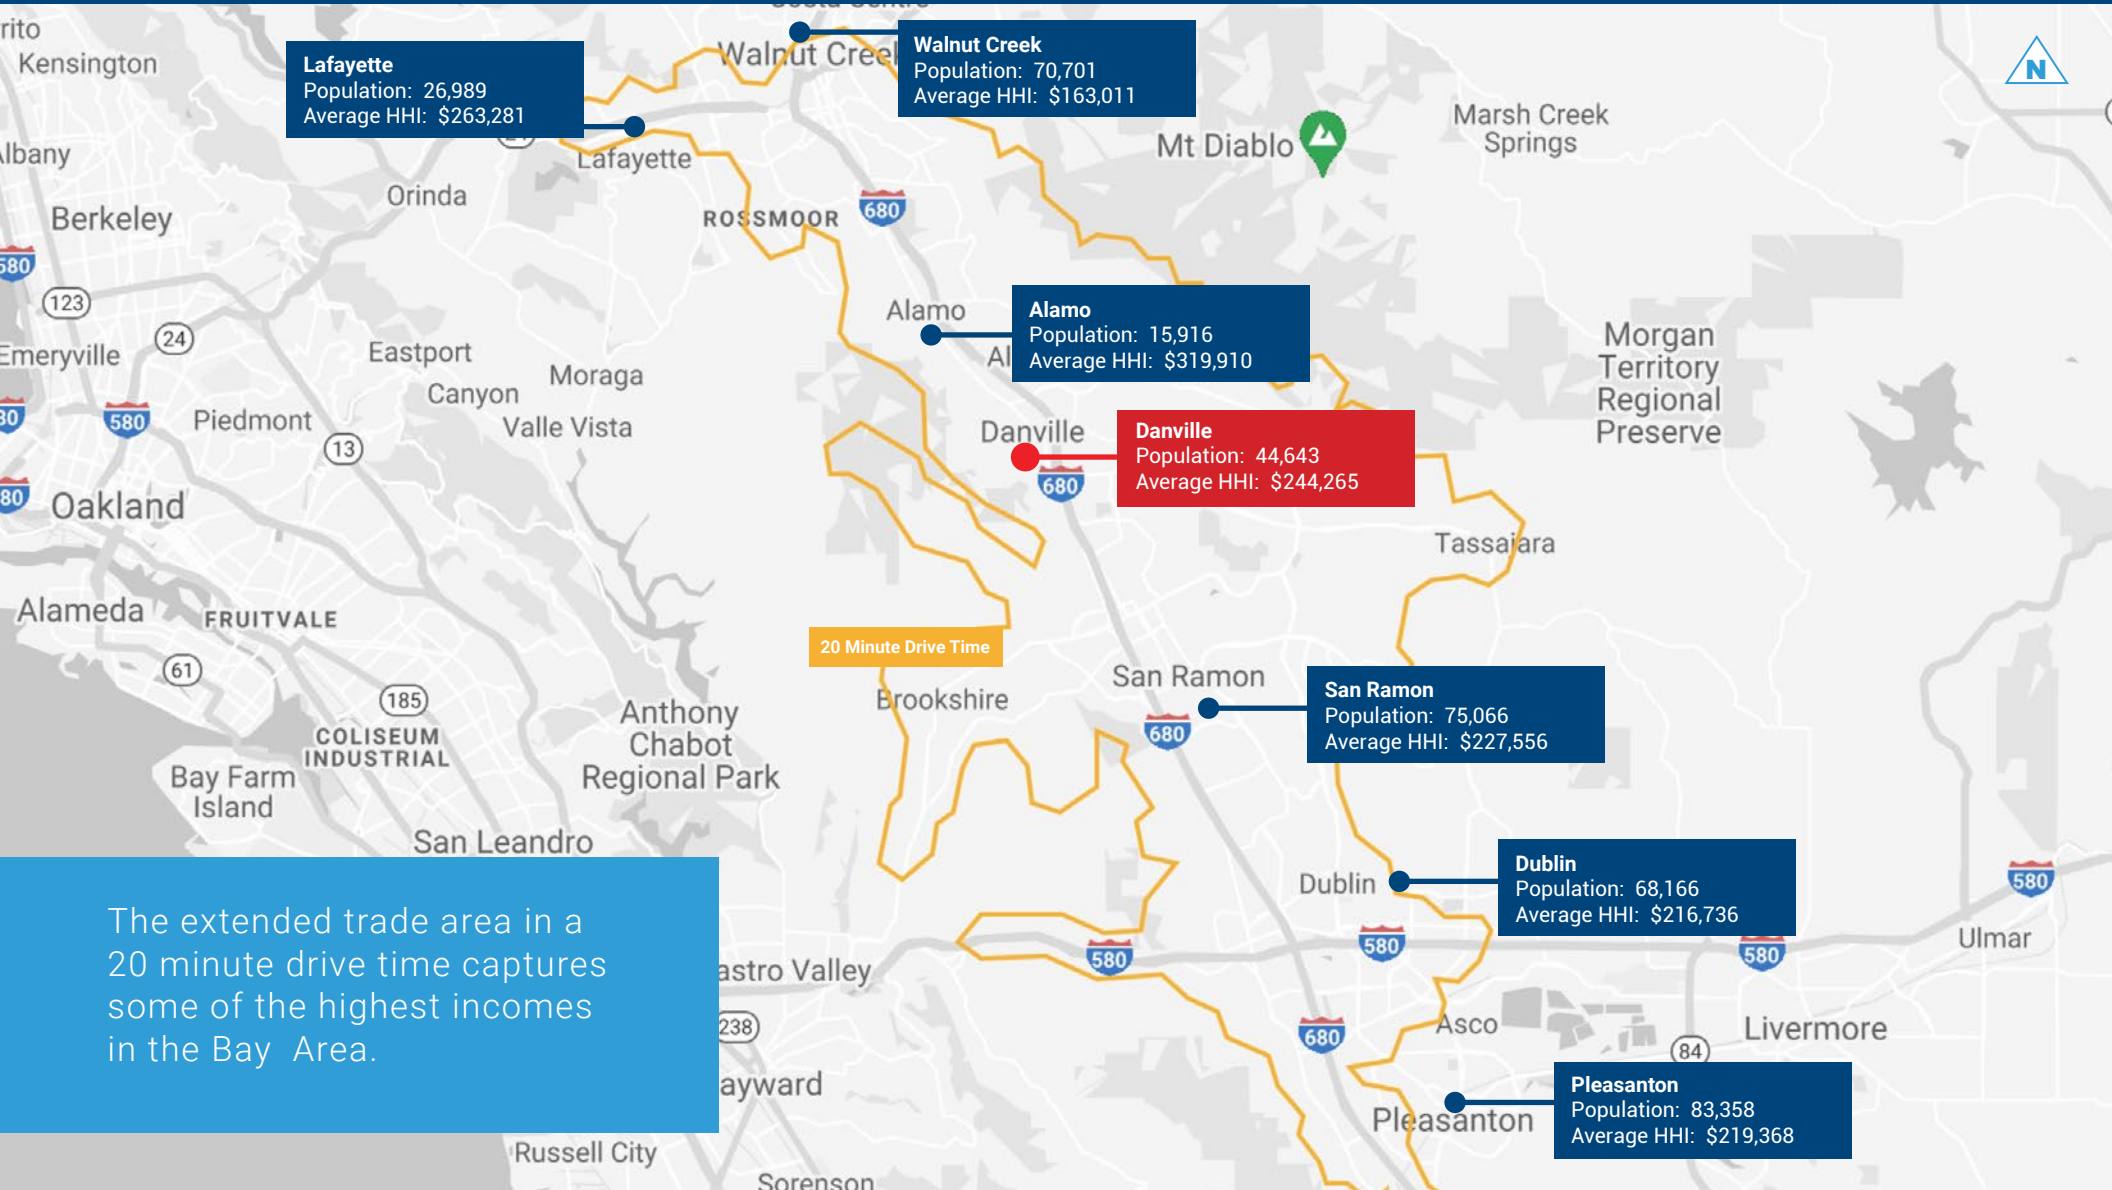 Walnut Creek
Population: 70,701
Average HHI: $163,011
Lafayette
Population: 26,989
Average HHI: $263,281
N
Kensington
Mt Diablo
Marsh Creek
Springs
Lafayette
Orinda
Berkeley
ROSSMOOR
680
580
123
24
Emeryville
Eastport
Canyon
Moraga
Valle Vista
Piedmont
580
13
Alamo
Alamo
Population: 15,916
Average HHI: $319,910
Morgan
Territory
Regional
Preserve
Danville
Danville
Population: 44,643
Average HHI: $244,265
680
Oakland
Tassajara
Alameda
FRUITVALE
61
185
COLISEUM
INDUSTRIAL
20 Minute Drive Time
Brookshire
San Ramon
680
San Ramon
Population: 75,066
Average HHI: $227,556
Anthony
Chabot
Regional Park
Bay Farm
Island
San Leandro
Dublin
Dublin
Population: 68,166
Average HHI: $216,736
580
580
580
580
Ulmar
The extended trade area in a
20 minute drive time captures
some of the highest incomes
in the Bay Area.
astro Valley
238
ayward
680
Asco
84
Livermore
Pleasanton
Pleasanton
Population: 83,358
Average HHI: $219,368
Russell City
Sorenson